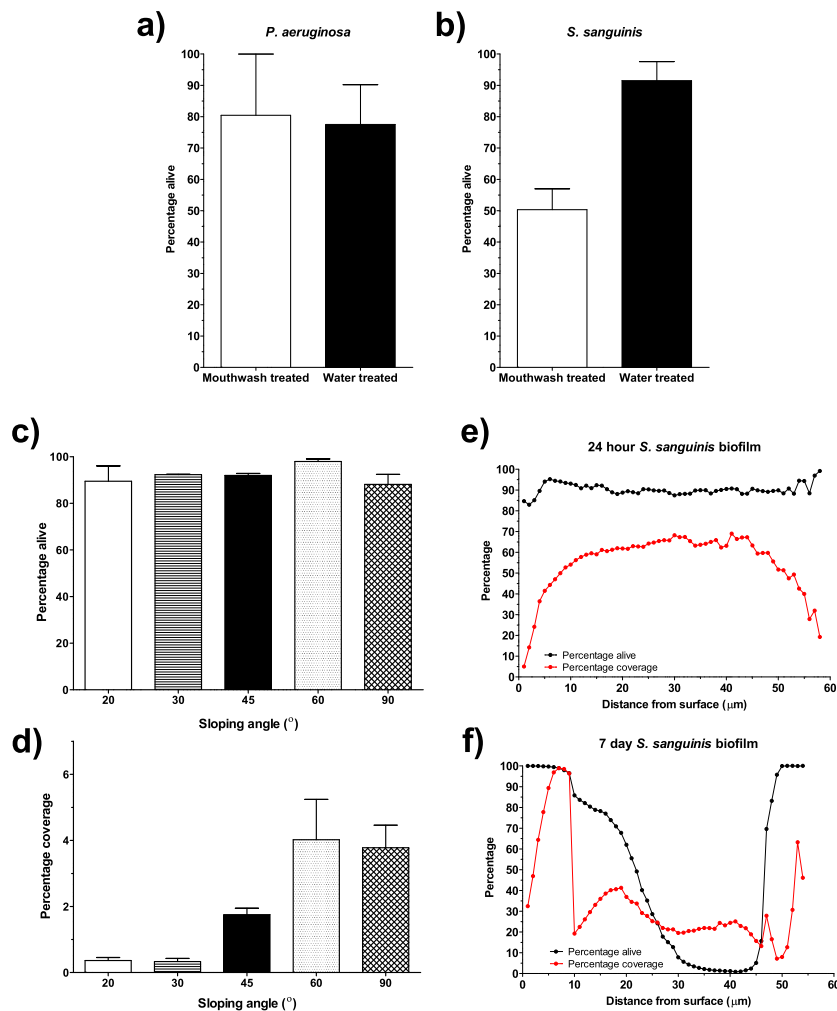 a)
P. aeruginosa
100
90
80
70
60
50
40
30
20
10
0
Percentage alive
Mouthwash treated
Water treated
b)
S. sanguinis
100
90
80
70
60
50
40
30
20
10
0
Percentage alive
Mouthwash treated
Water treated
c)
100
80
60
40
20
0
Percentage alive
20 30 45 60 90
Sloping angle (o)
d)
6
4
2
0
Percentage coverage
20 30 45 60 90
Sloping angle (o)
e)
24 hour S. sanguinis biofilm
100
90
80
70
60
50
40
30
20
10
0
Percentage
Percentage alive
Percentage coverage
0 10 20 30 40 50 60
Distance from surface (μm)
f)
7 day S. sanguinis biofilm
100
90
80
70
60
50
40
30
20
10
0
Percentage
Percentage alive
Percentage coverage
0 10 20 30 40 50 60
Distance from surface (μm)